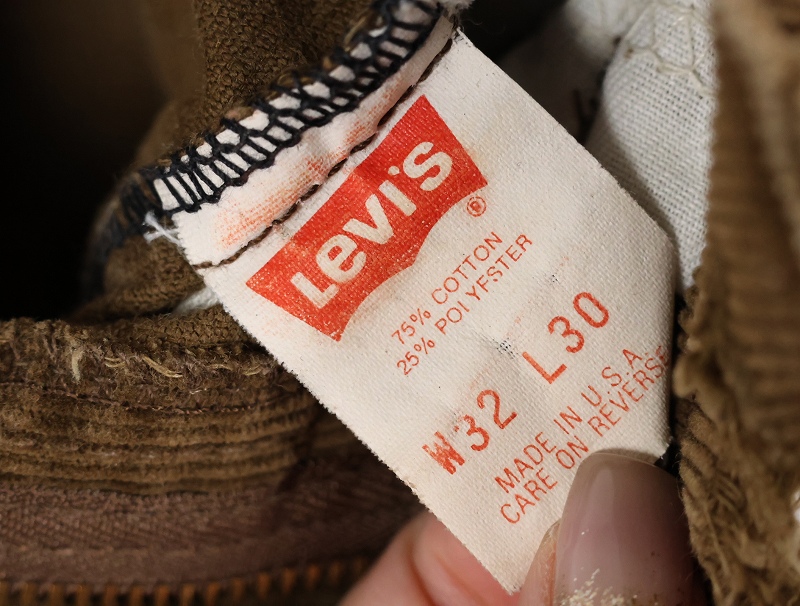 Levi's®
75% COTTON
25% POLYESTER
W32 L30
MADE IN U.S.A.
CARE ON REVERSE